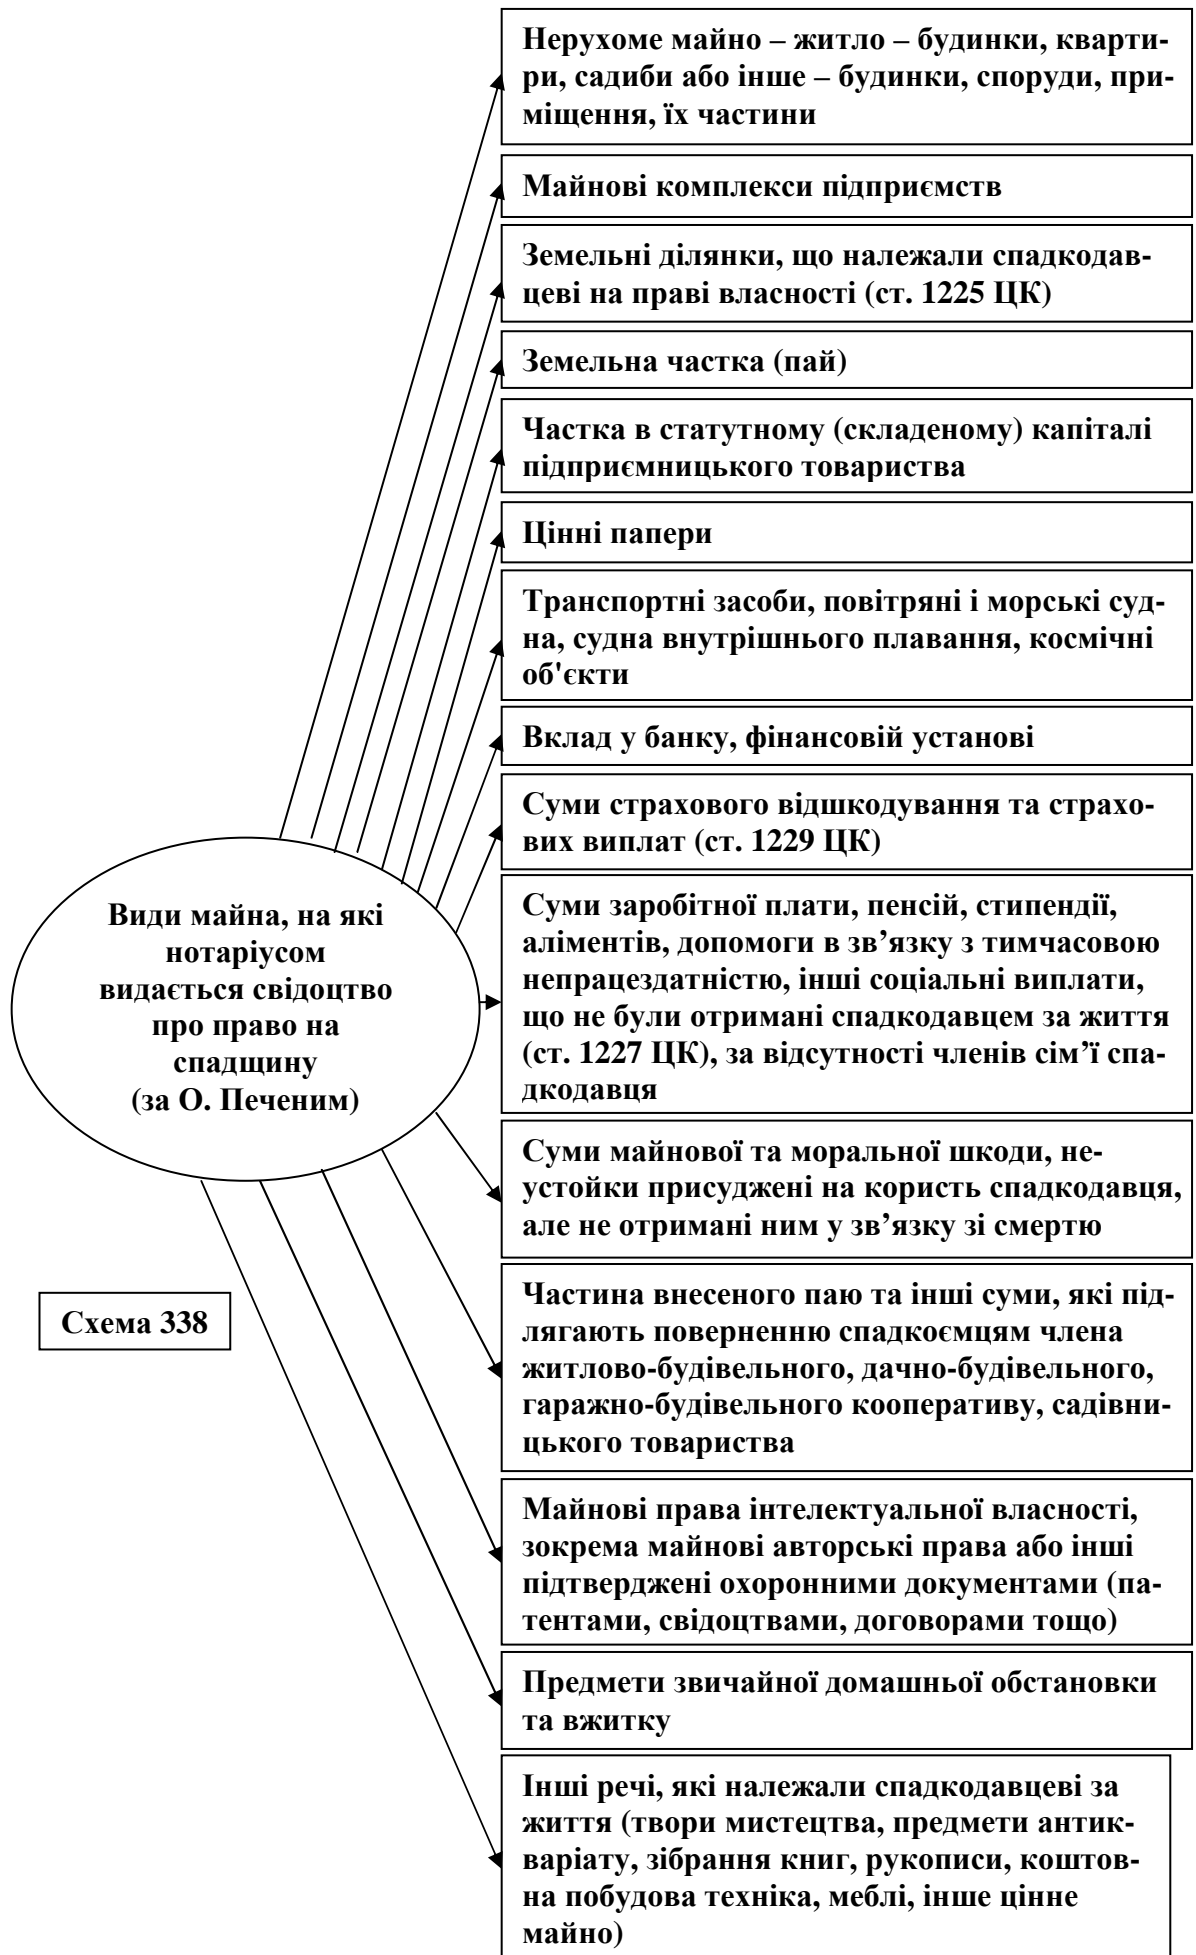 Нерухоме майно – житло – будинки, кварти-
ри, садиби або інше – будинки, споруди, при-
міщення, їх частини
Майнові комплекси підприємств
Земельні ділянки, що належали спадкодав-
цеві на праві власності (ст. 1225 ЦК)
Земельна частка (пай)
Частка в статутному (складеному) капіталі
підприємницького товариства
Цінні папери
Транспортні засоби, повітряні і морські суд-
на, судна внутрішнього плавання, космічні
об'єкти
Вклад у банку, фінансовій установі
Суми страхового відшкодування та страхо-
вих виплат (ст. 1229 ЦК)
Види майна, на які
нотаріусом
видається свідоцтво
про право на
спадщину
(за О. Печеним)
Суми заробітної плати, пенсій, стипендії,
аліментів, допомоги в зв’язку з тимчасовою
непрацездатністю, інші соціальні виплати,
що не були отримані спадкодавцем за життя
(ст. 1227 ЦК), за відсутності членів сім’ї спа-
дкодавця
Суми майнової та моральної шкоди, не-
устойки присуджені на користь спадкодавця,
але не отримані ним у зв’язку зі смертю
Схема 338
Частина внесеного паю та інші суми, які під-
лягають поверненню спадкоємцям члена
житлово-будівельного, дачно-будівельного,
гаражно-будівельного кооперативу, садівни-
цького товариства
Майнові права інтелектуальної власності,
зокрема майнові авторські права або інші
підтверджені охоронними документами (па-
тентами, свідоцтвами, договорами тощо)
Предмети звичайної домашньої обстановки
та вжитку
Інші речі, які належали спадкодавцеві за
життя (твори мистецтва, предмети антик-
варіату, зібрання книг, рукописи, коштов-
на побудова техніка, меблі, інше цінне
майно)